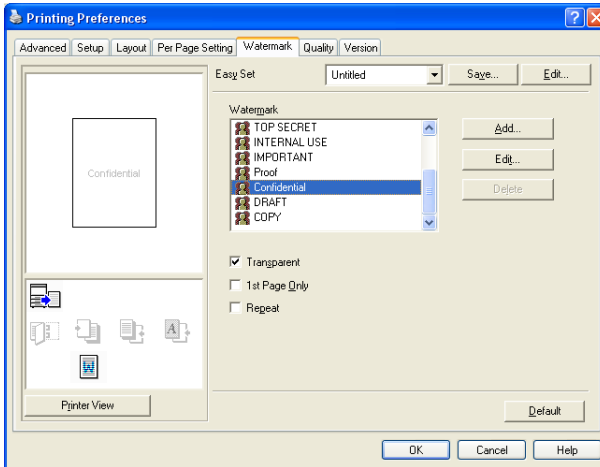 Printing Preferences
Advanced Setup Layout Per Page Setting Watermark Quality Version
Easy Set Untitled Save... Edit...
Watermark
TOP SECRET
INTERNAL USE
IMPORTANT
Proof
Confidential
DRAFT
COPY
Add...
Edit...
Delete
Confidential
Transparent
1st Page Only
Repeat
A
W
Printer View
Default
OK Cancel Help